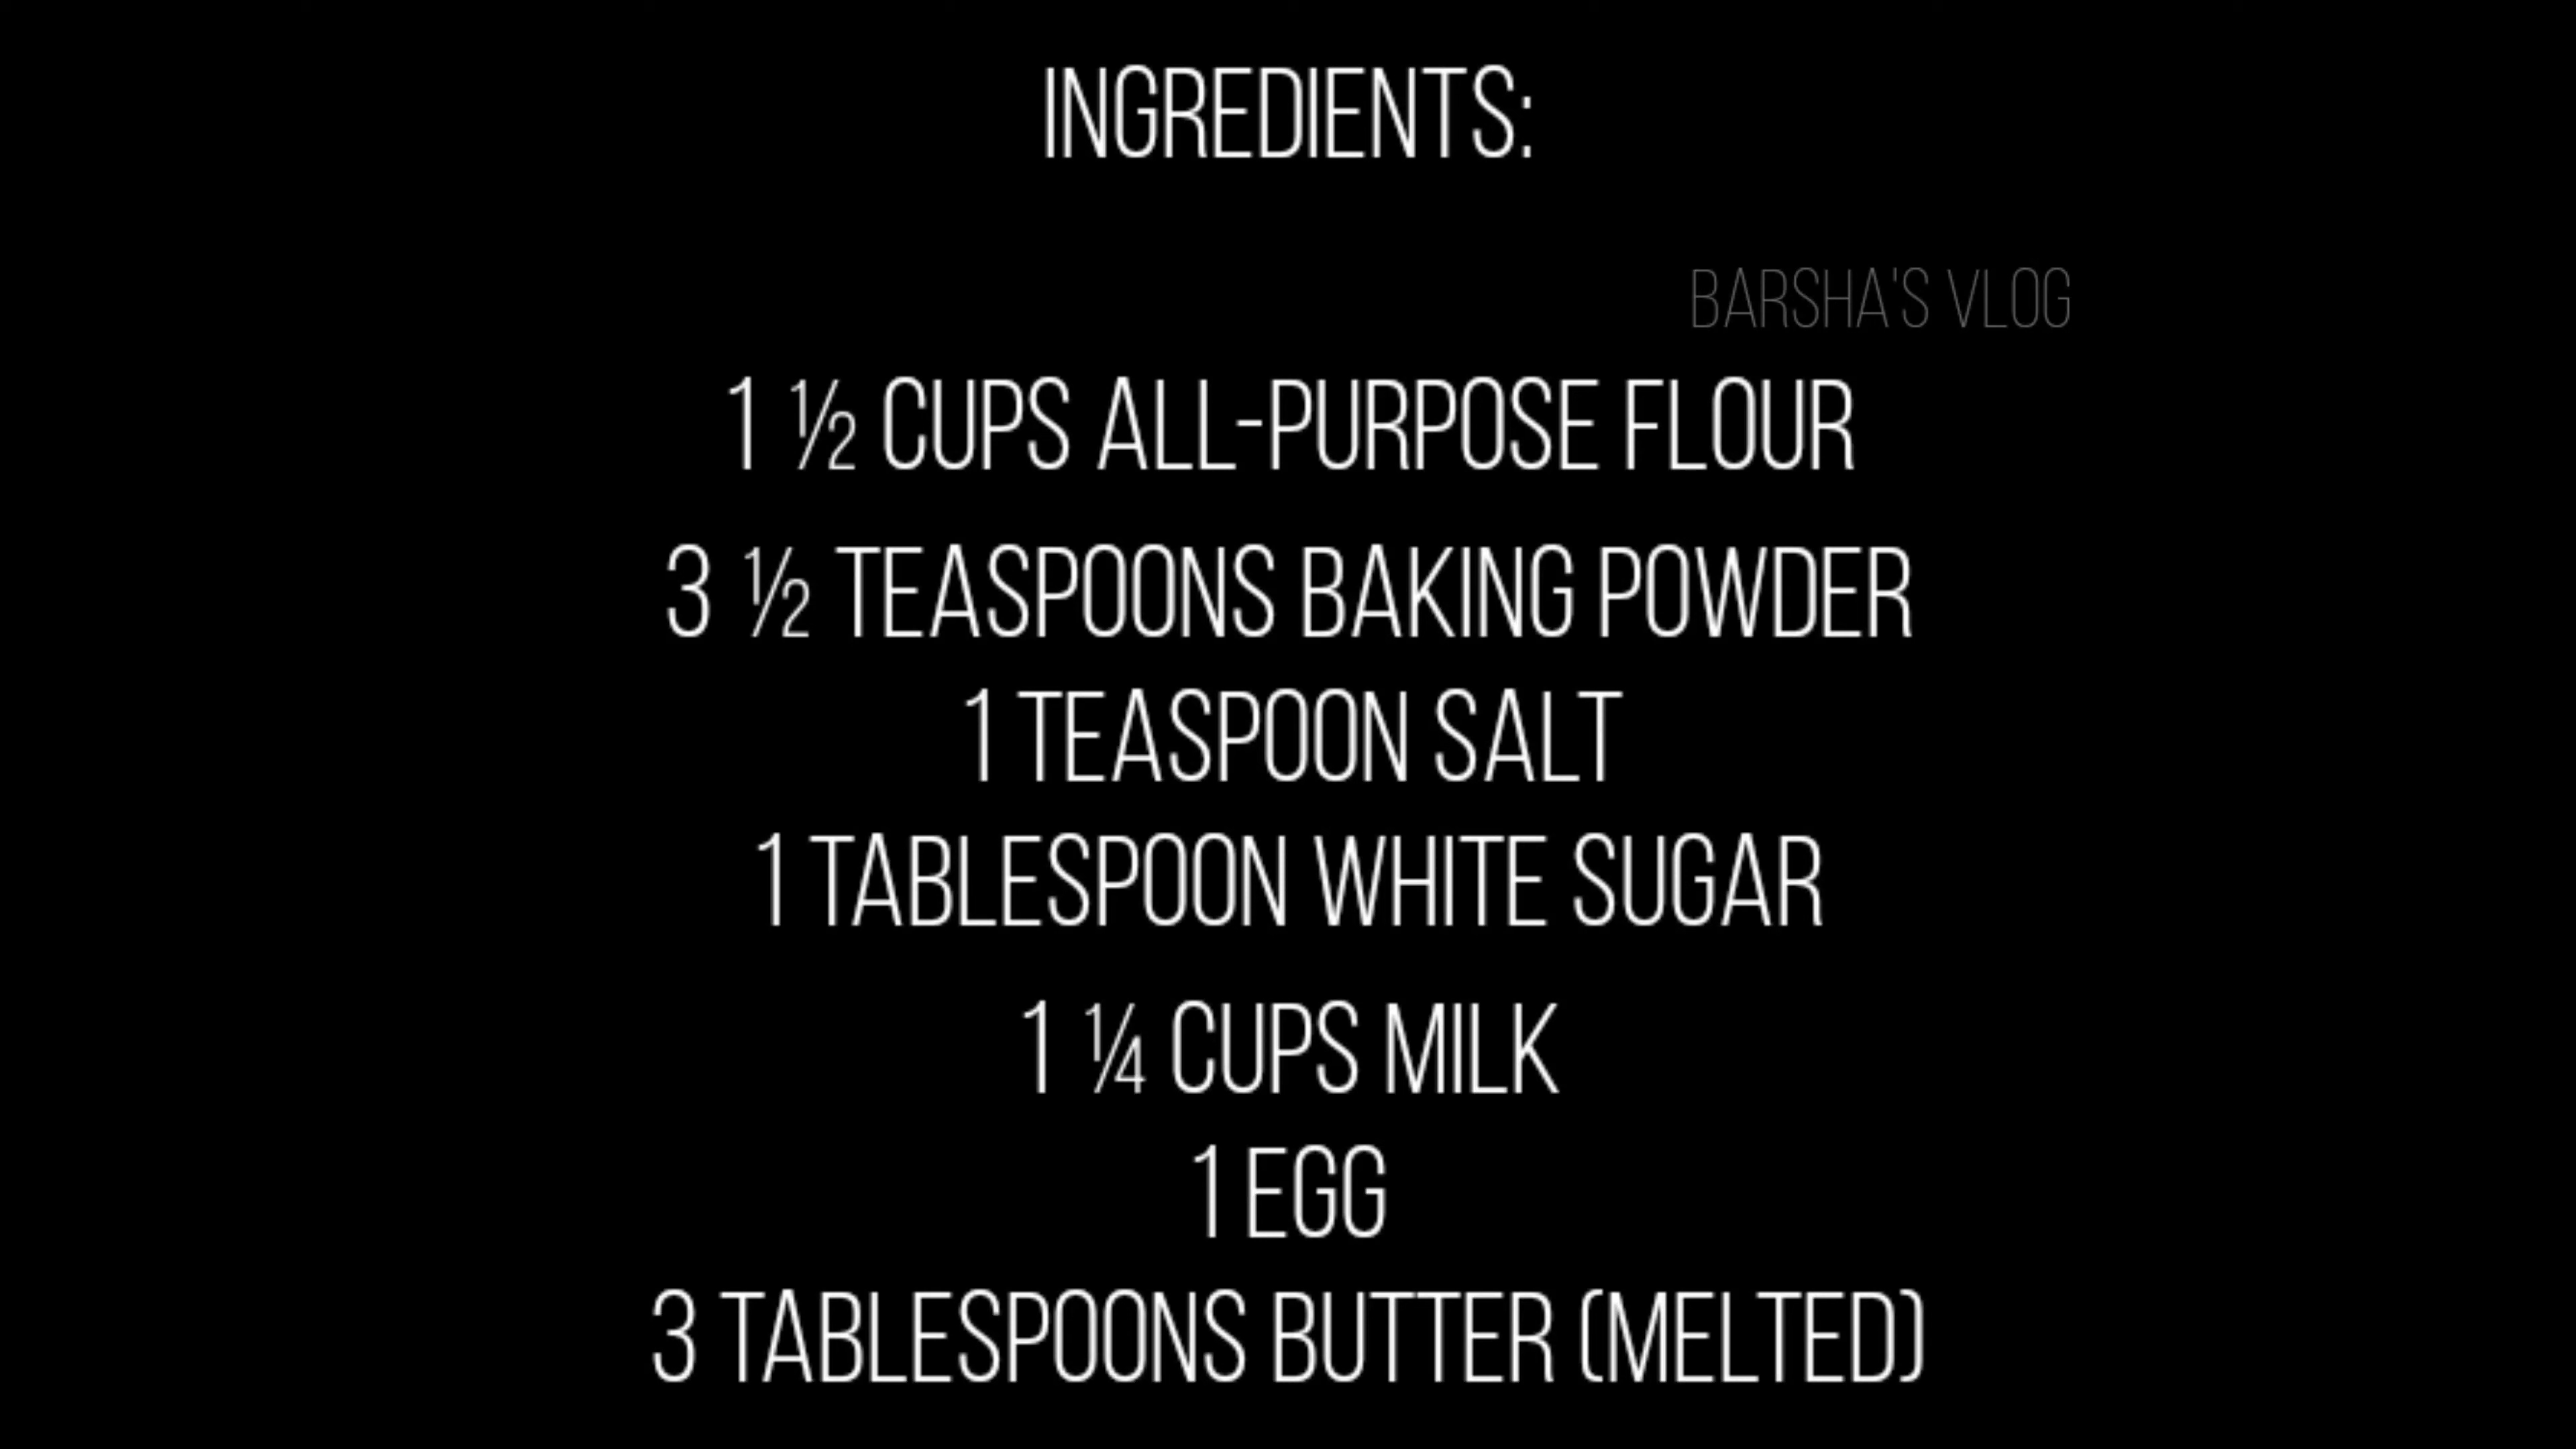 INGREDIENTS:
BARSHA'S VLOG
1 ½ CUPS ALL-PURPOSE FLOUR
3 ½ TEASPOONS BAKING POWDER
1 TEASPOON SALT
1 TABLESPOON WHITE SUGAR
1 ¼ CUPS MILK
1 EGG
3 TABLESPOONS BUTTER (MELTED)